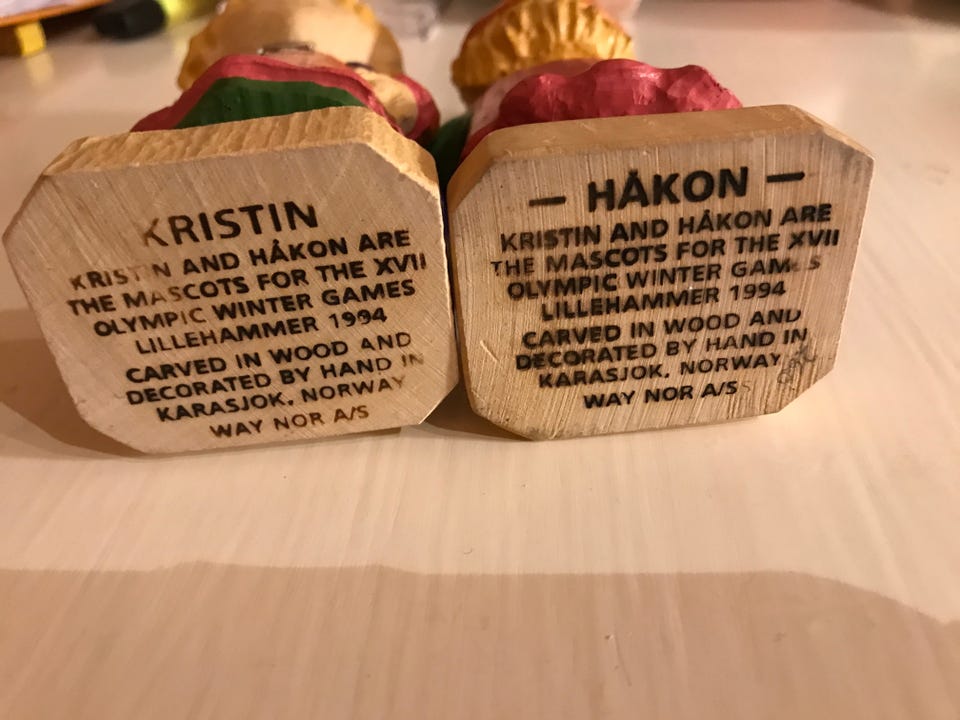 KRISTIN
KRISTIN AND HÅKON ARE
THE MASCOTS FOR THE XVII
OLYMPIC WINTER GAMES
LILLEHAMMER 1994
CARVED IN WOOD AND
DECORATED BY HAND IN
KARASJOK, NORWAY
WAY NOR A/S
— HÅKON —
KRISTIN AND HÅKON ARE
THE MASCOTS FOR THE XVII
OLYMPIC WINTER GAMES
LILLEHAMMER 1994
CARVED IN WOOD AND
DECORATED BY HAND IN
KARASJOK, NORWAY
WAY NOR A/S